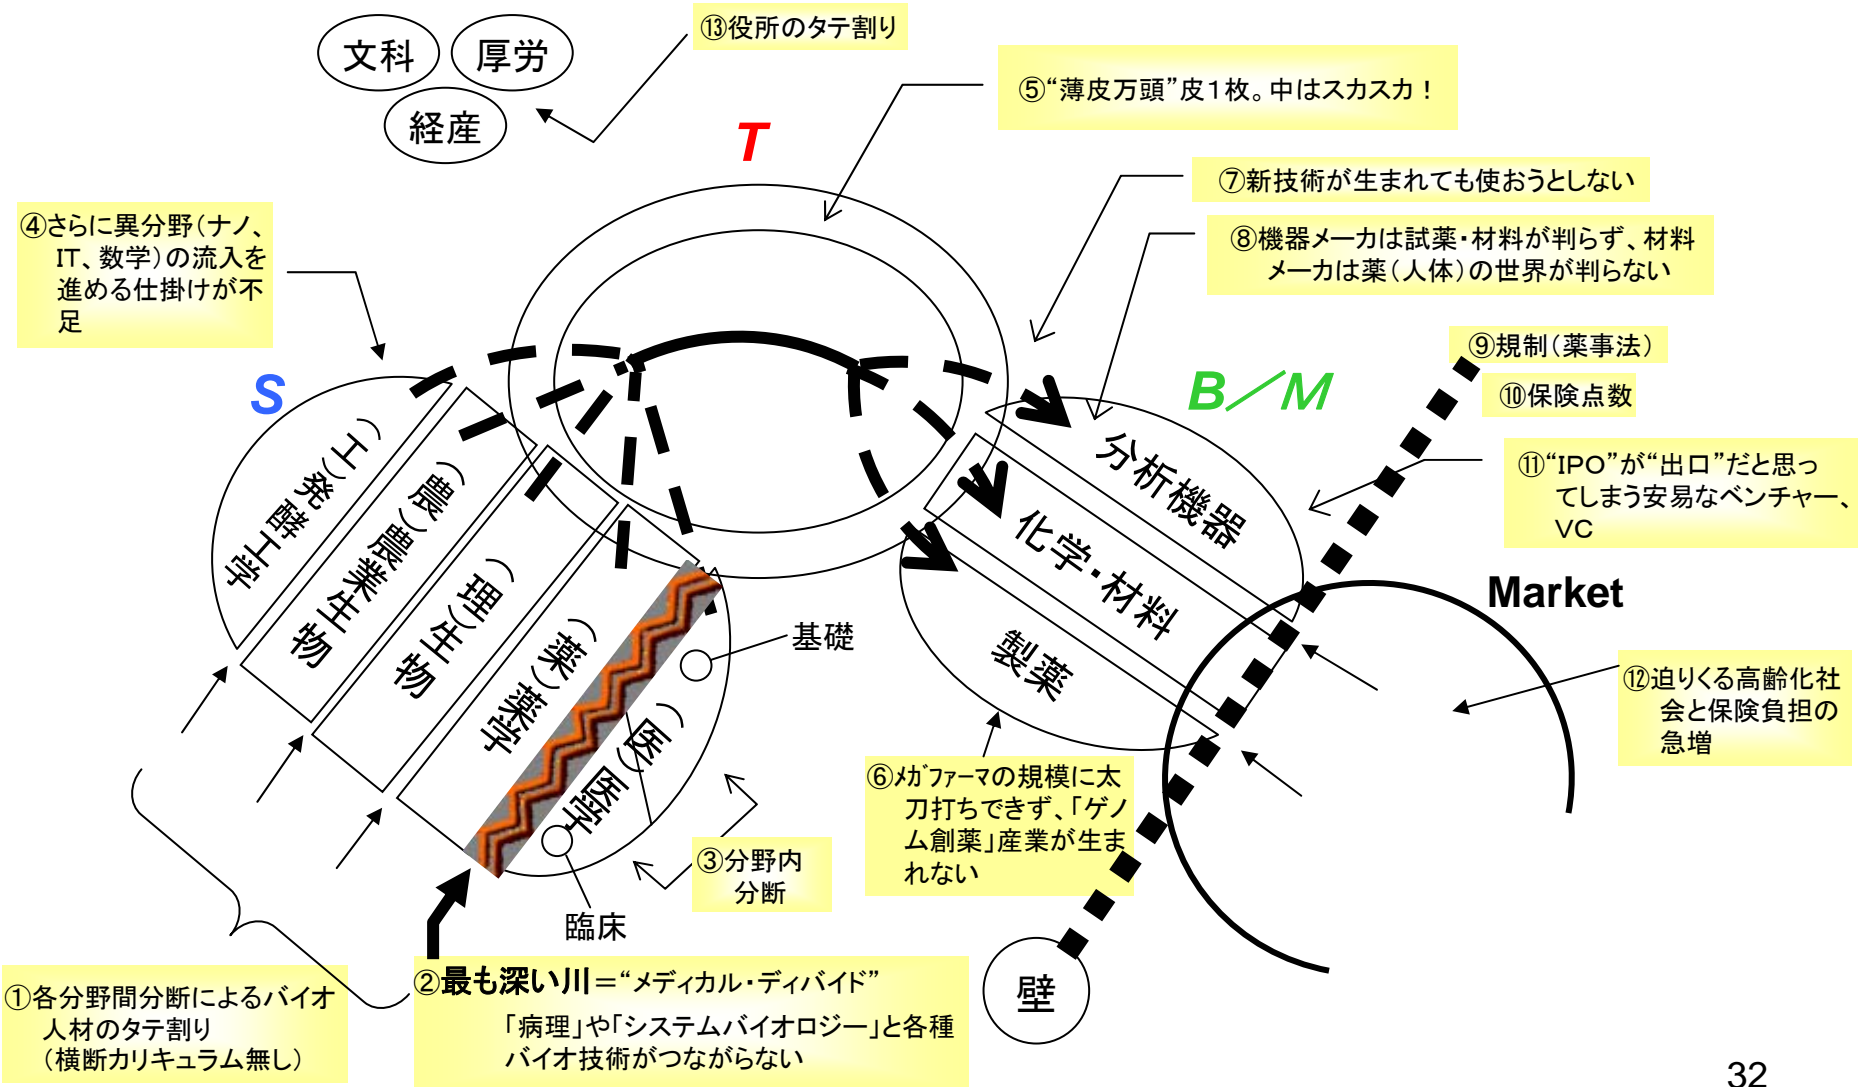 文科
厚労
経産
⑬役所のタテ割り
⑤“薄皮万頭”皮1枚。中はスカスカ！
T
⑦新技術が生まれても使おうとしない
⑧機器メーカは試薬・材料が判らず、材料
メーカは薬（人体）の世界が判らない
④さらに異分野（ナノ、
IT、数学）の流入を
進める仕掛けが不
足
⑨規制（薬事法）
⑩保険点数
S
B／M
⑪“IPO”が“出口”だと思っ
てしまう安易なベンチャー、
VC
（工）発酵工学
（農）農業生物
（理）生物
（薬）薬学
（医）医学
基礎
臨床
分析機器
化学・材料
製薬
Market
⑫迫りくる高齢化社
会と保険負担の
急増
⑥ﾒｶﾞﾌｧｰﾏの規模に太
刀打ちできず、「ゲノ
ム創薬」産業が生ま
れない
③分野内
分断
壁
①各分野間分断によるバイオ
人材のタテ割り
（横断カリキュラム無し）
②最も深い川＝“メディカル・ディバイド”
「病理」や「システムバイオロジー」と各種
バイオ技術がつながらない
32